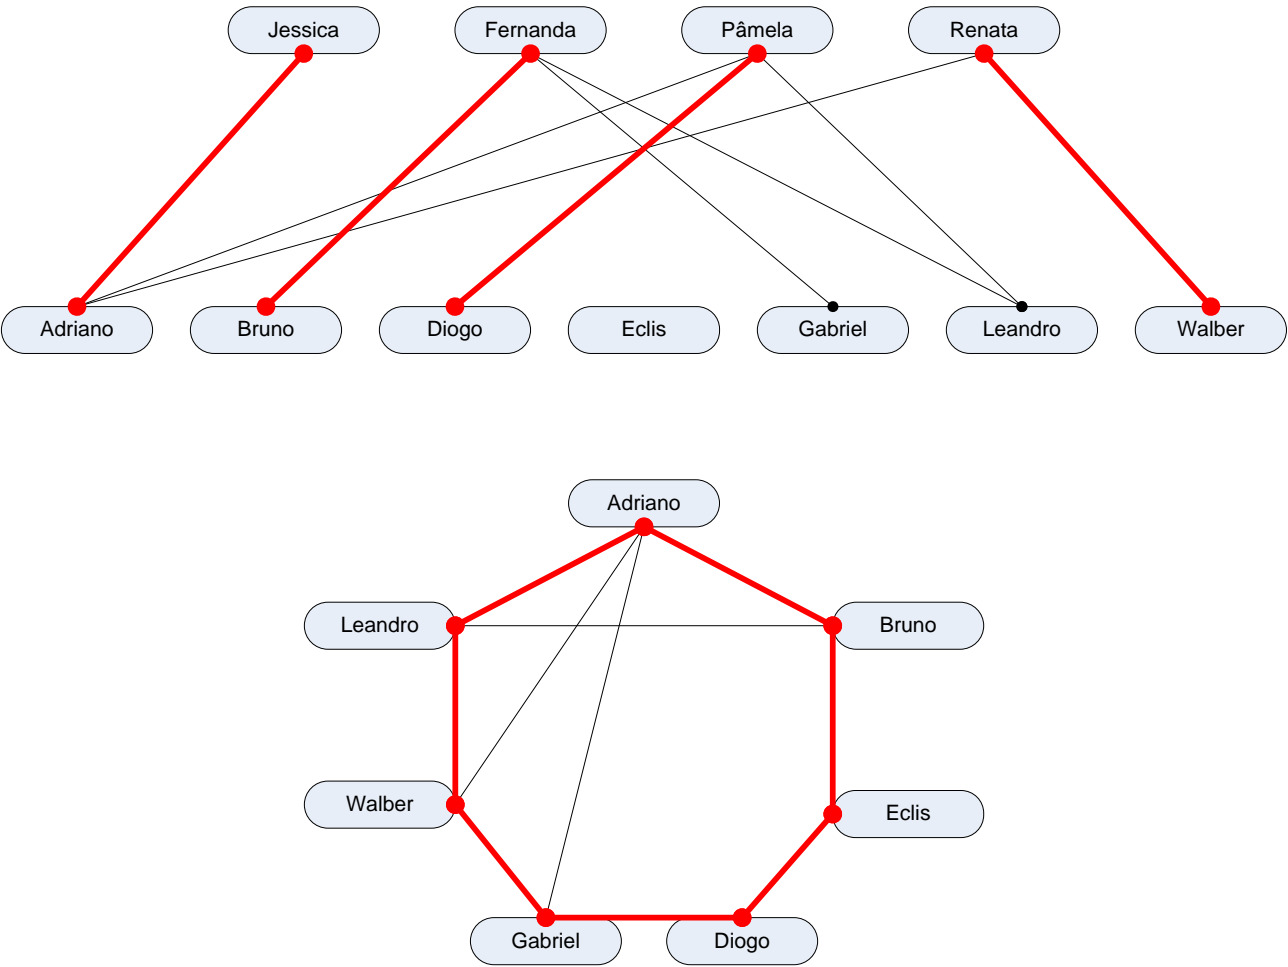 Jessica
Fernanda
Pâmela
Renata
Adriano
Bruno
Diogo
Eclis
Gabriel
Leandro
Walber
Adriano
Leandro
Bruno
Walber
Eclis
Gabriel
Diogo